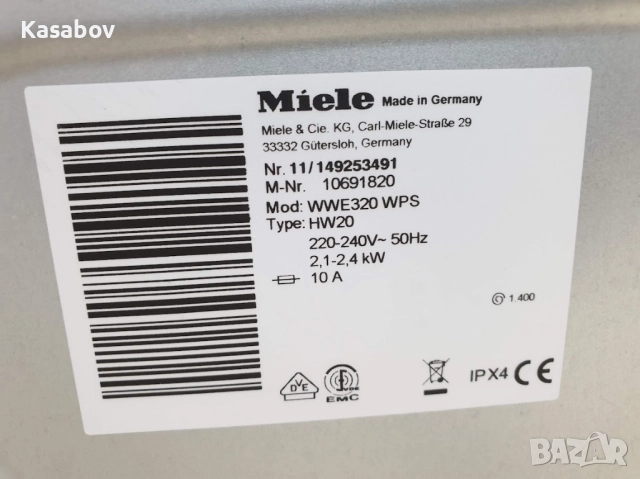 Kasabov
Miele Made in Germany
Miele & Cie. KG, Carl-Miele-Straße 29
33332 Gütersloh, Germany
Nr. 11/149253491
M-Nr. 10691820
Mod: WWE320 WPS
Type: HW20
220-240V~ 50Hz
2,1-2,4 kW
10 A
1.400
DVE
VDE
EMC
IPX4 CE
BAZAR